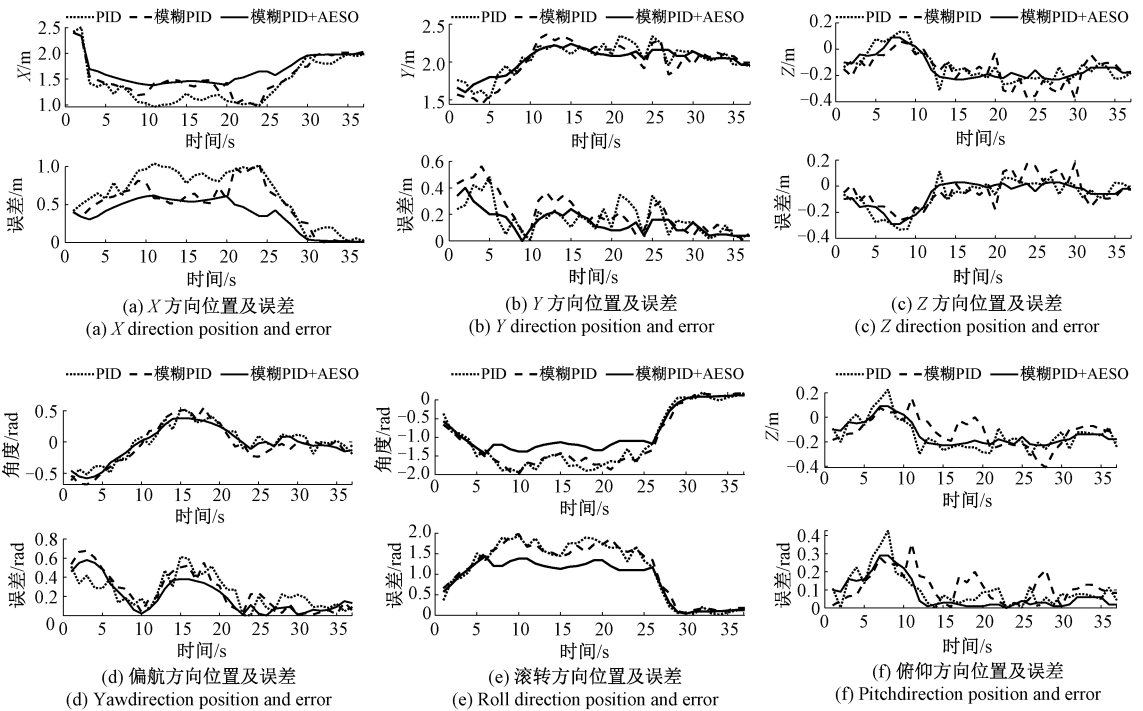 PID 模糊PID 模糊PID+AESO
2.5
2.0
1.5
1.0
X/m
0 5 10 15 20 25 30 35
时间/s
1.0
0.5
0
误差/m
0 5 10 15 20 25 30 35
时间/s
(a) X 方向位置及误差
(a) X direction position and error
PID 模糊PID 模糊PID+AESO
2.5
2.0
1.5
Y/m
0 5 10 15 20 25 30 35
时间/s
0.6
0.4
0.2
0
误差/m
0 5 10 15 20 25 30 35
时间/s
(b) Y 方向位置及误差
(b) Y direction position and error
PID 模糊PID 模糊PID+AESO
0.2
0
−0.2
−0.4
Z/m
0 5 10 15 20 25 30 35
时间/s
0.2
0
−0.2
−0.4
误差/m
0 5 10 15 20 25 30 35
时间/s
(c) Z 方向位置及误差
(c) Z direction position and error
PID 模糊PID 模糊PID+AESO
0.5
0
−0.5
角度/rad
0 5 10 15 20 25 30 35
时间/s
0.8
0.6
0.4
0.2
0
误差/rad
0 5 10 15 20 25 30 35
时间/s
(d) 偏航方向位置及误差
(d) Yawdirection position and error
PID 模糊PID 模糊PID+AESO
0
−0.5
−1.0
−1.5
−2.0
角度/rad
0 5 10 15 20 25 30 35
时间/s
2.0
1.5
1.0
0.5
0
误差/rad
0 5 10 15 20 25 30 35
时间/s
(e) 滚转方向位置及误差
(e) Roll direction position and error
PID 模糊PID 模糊PID+AESO
0.2
0
−0.2
−0.4
Z/m
0 5 10 15 20 25 30 35
时间/s
0.4
0.3
0.2
0.1
0
误差/rad
0 5 10 15 20 25 30 35
时间/s
(f) 俯仰方向位置及误差
(f) Pitchdirection position and error